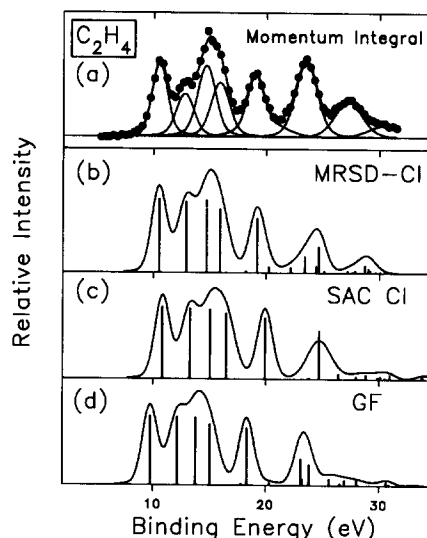 C₂H₄
Momentum Integral
(a)
(b)
MRSD-CI
(c)
SAC CI
(d)
GF
Relative Intensity
10 20 30
Binding Energy (eV)